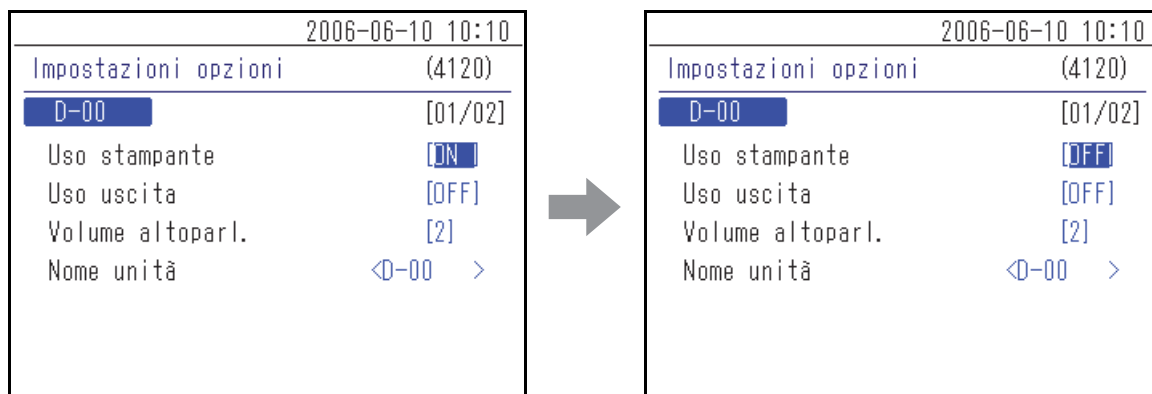 2006-06-10 10:10
Impostazioni opzioni (4120)
D-00 [01/02]
Uso stampante [ON ]
Uso uscita [OFF]
Volume altoparl. [2]
Nome unità <D-00 >
2006-06-10 10:10
Impostazioni opzioni (4120)
D-00 [01/02]
Uso stampante [OFF]
Uso uscita [OFF]
Volume altoparl. [2]
Nome unità <D-00 >